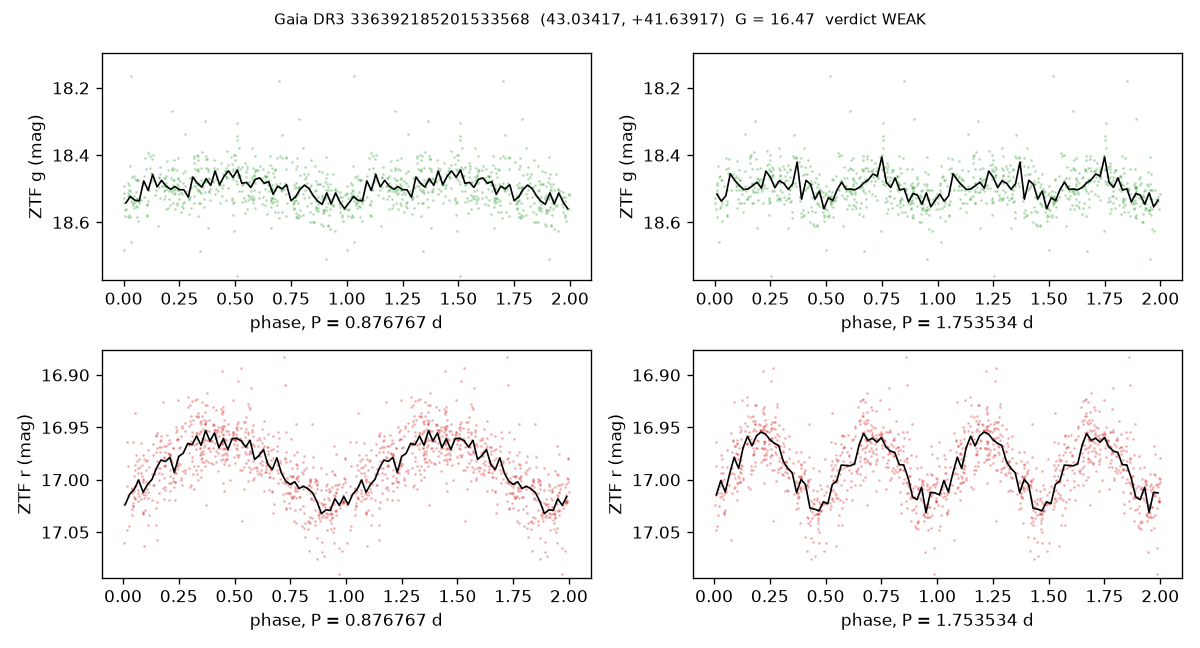 Gaia DR3 336392185201533568  (43.03417, +41.63917)  G = 16.47  verdict WEAK
ZTF g (mag)
18.2
18.4
18.6
0.00 0.25 0.50 0.75 1.00 1.25 1.50 1.75 2.00
phase, P = 0.876767 d
ZTF g (mag)
18.2
18.4
18.6
0.00 0.25 0.50 0.75 1.00 1.25 1.50 1.75 2.00
phase, P = 1.753534 d
ZTF r (mag)
16.90
16.95
17.00
17.05
0.00 0.25 0.50 0.75 1.00 1.25 1.50 1.75 2.00
phase, P = 0.876767 d
ZTF r (mag)
16.90
16.95
17.00
17.05
0.00 0.25 0.50 0.75 1.00 1.25 1.50 1.75 2.00
phase, P = 1.753534 d